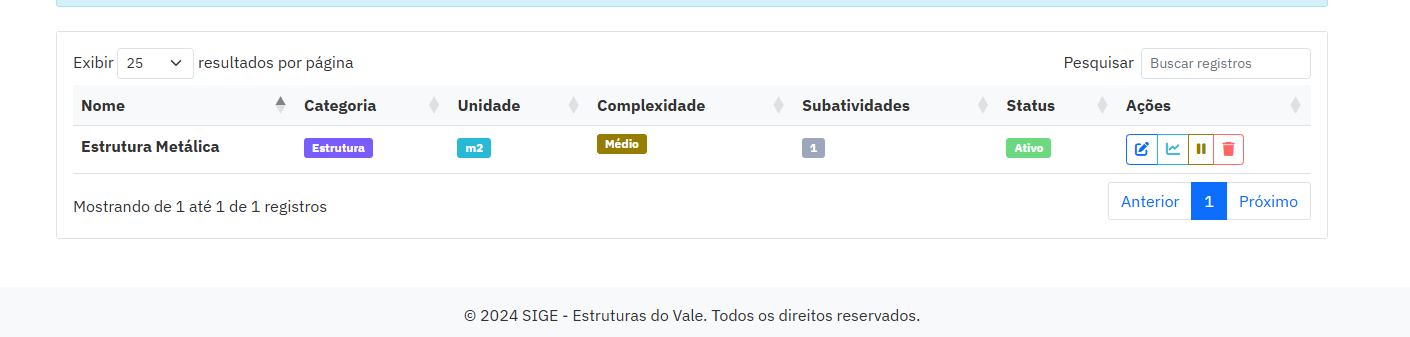 Exibir 25 resultados por página Pesquisar Buscar registros
Nome Categoria Unidade Complexidade Subatividades Status Ações
Estrutura Metálica Estrutura m2 Médio 1 Ativo
Mostrando de 1 até 1 de 1 registros Anterior 1 Próximo
© 2024 SIGE - Estruturas do Vale. Todos os direitos reservados.